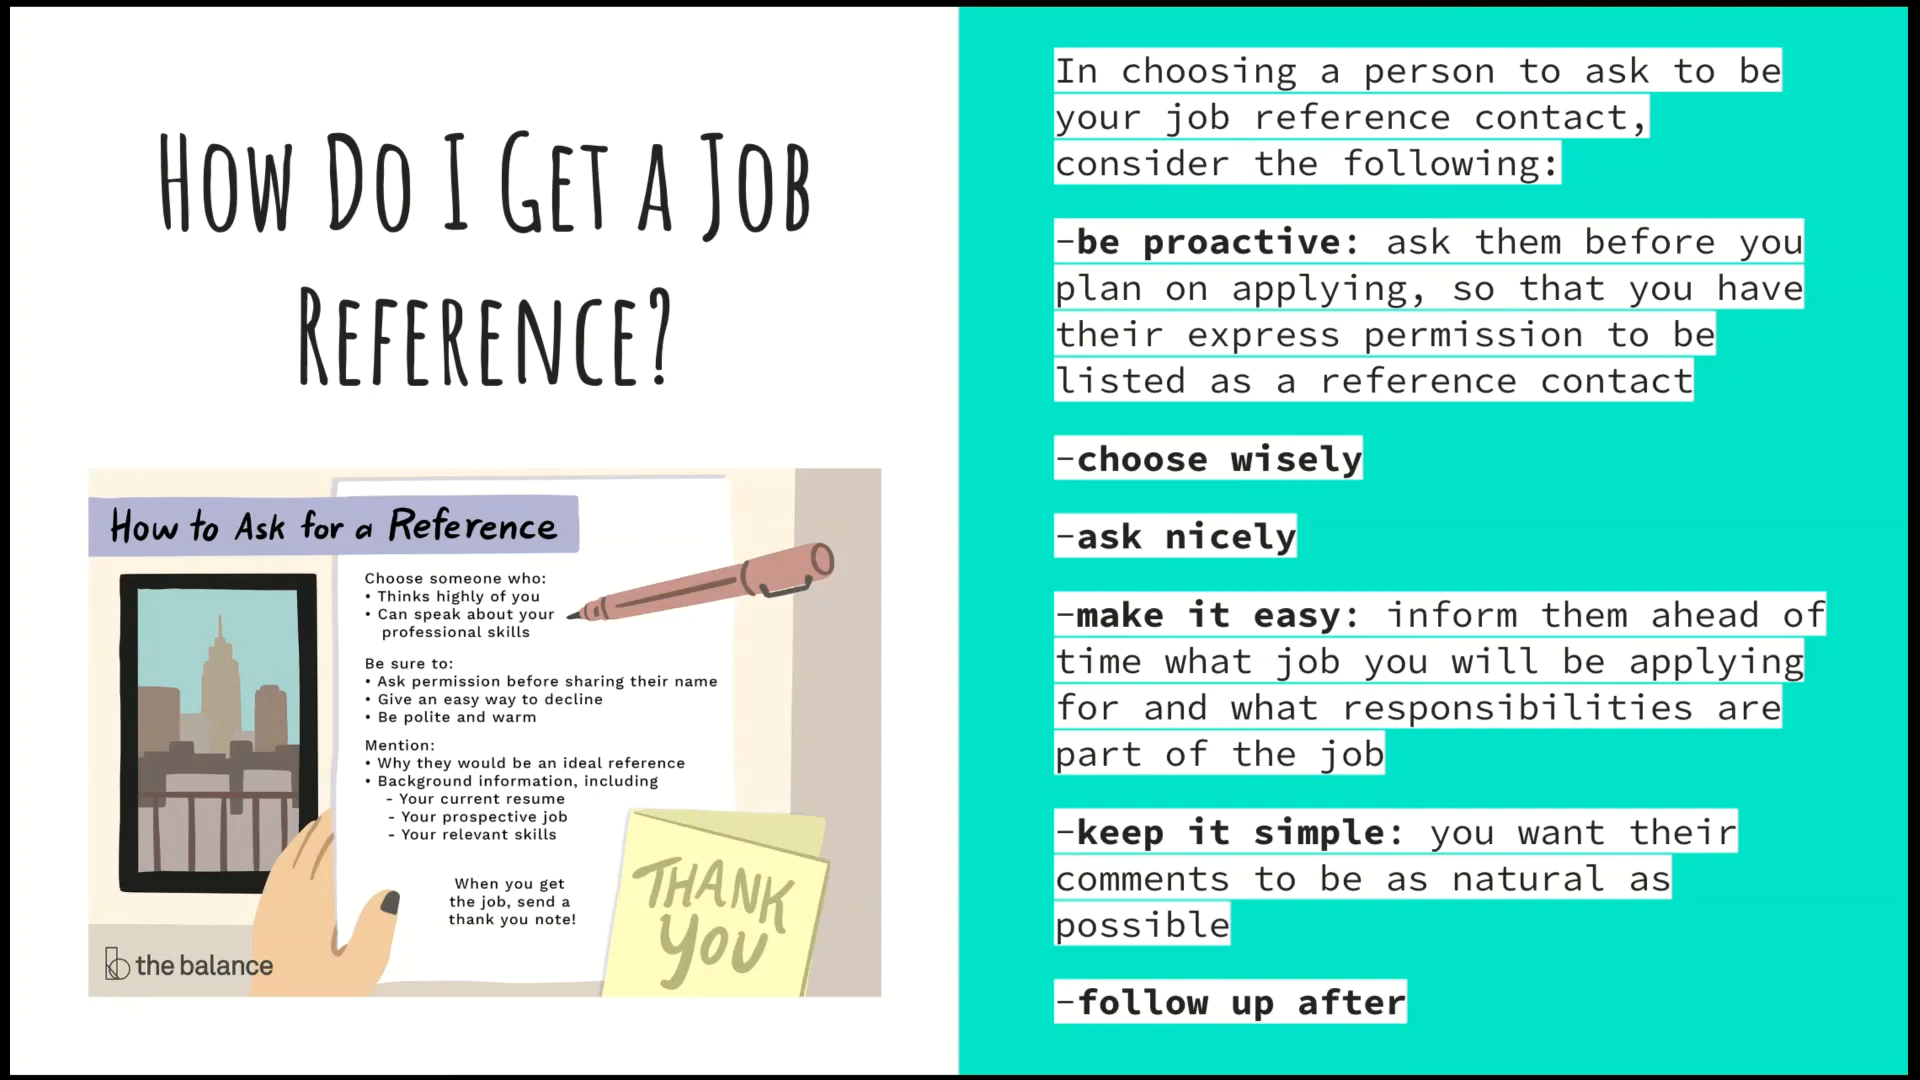 How Do I Get a Job
Reference?
How to Ask for a Reference
Choose someone who:
• Thinks highly of you
• Can speak about your
professional skills
Be sure to:
• Ask permission before sharing their name
• Give an easy way to decline
• Be polite and warm
Mention:
• Why they would be an ideal reference
• Background information, including
- Your current resume
- Your prospective job
- Your relevant skills
When you get
the job, send a
thank you note!
THANK
YOU
the balance
In choosing a person to ask to be
your job reference contact,
consider the following:
-be proactive: ask them before you
plan on applying, so that you have
their express permission to be
listed as a reference contact
-choose wisely
-ask nicely
-make it easy: inform them ahead of
time what job you will be applying
for and what responsibilities are
part of the job
-keep it simple: you want their
comments to be as natural as
possible
-follow up after